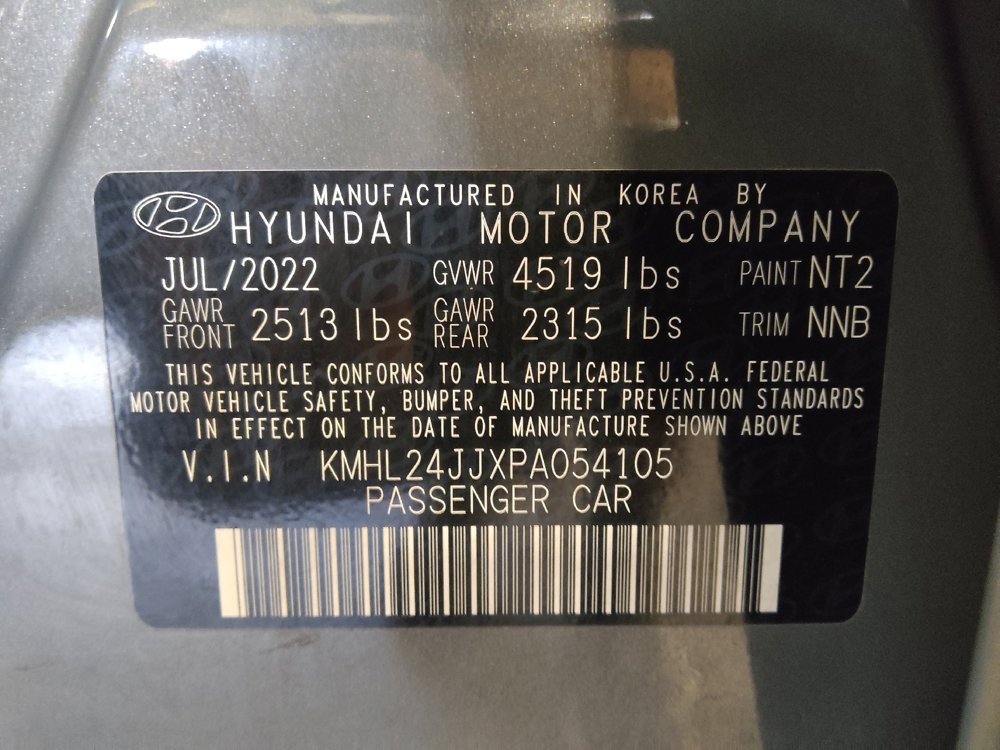 MANUFACTURED IN KOREA BY
HYUNDAI MOTOR COMPANY
JUL/2022 GVWR 4519 lbs PAINT NT2
GAWR FRONT 2513 lbs GAWR REAR 2315 lbs TRIM NNB
THIS VEHICLE CONFORMS TO ALL APPLICABLE U.S.A. FEDERAL
MOTOR VEHICLE SAFETY, BUMPER, AND THEFT PREVENTION STANDARDS
IN EFFECT ON THE DATE OF MANUFACTURE SHOWN ABOVE
V.I.N KMHL24JJXPA054105
PASSENGER CAR